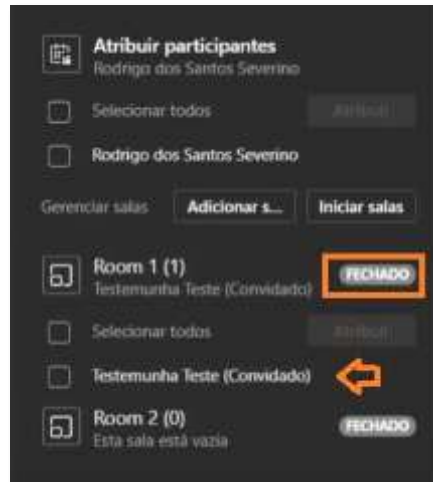 Atribuir participantes
Rodrigo dos Santos Severino
Selecionar todos Atribuir
Rodrigo dos Santos Severino
Gerenciar salas Adicionar s... Iniciar salas
Room 1 (1) FECHADO
Testemunha Teste (Convidado)
Selecionar todos Atribuir
Testemunha Teste (Convidado)
Room 2 (0) FECHADO
Esta sala está vazia